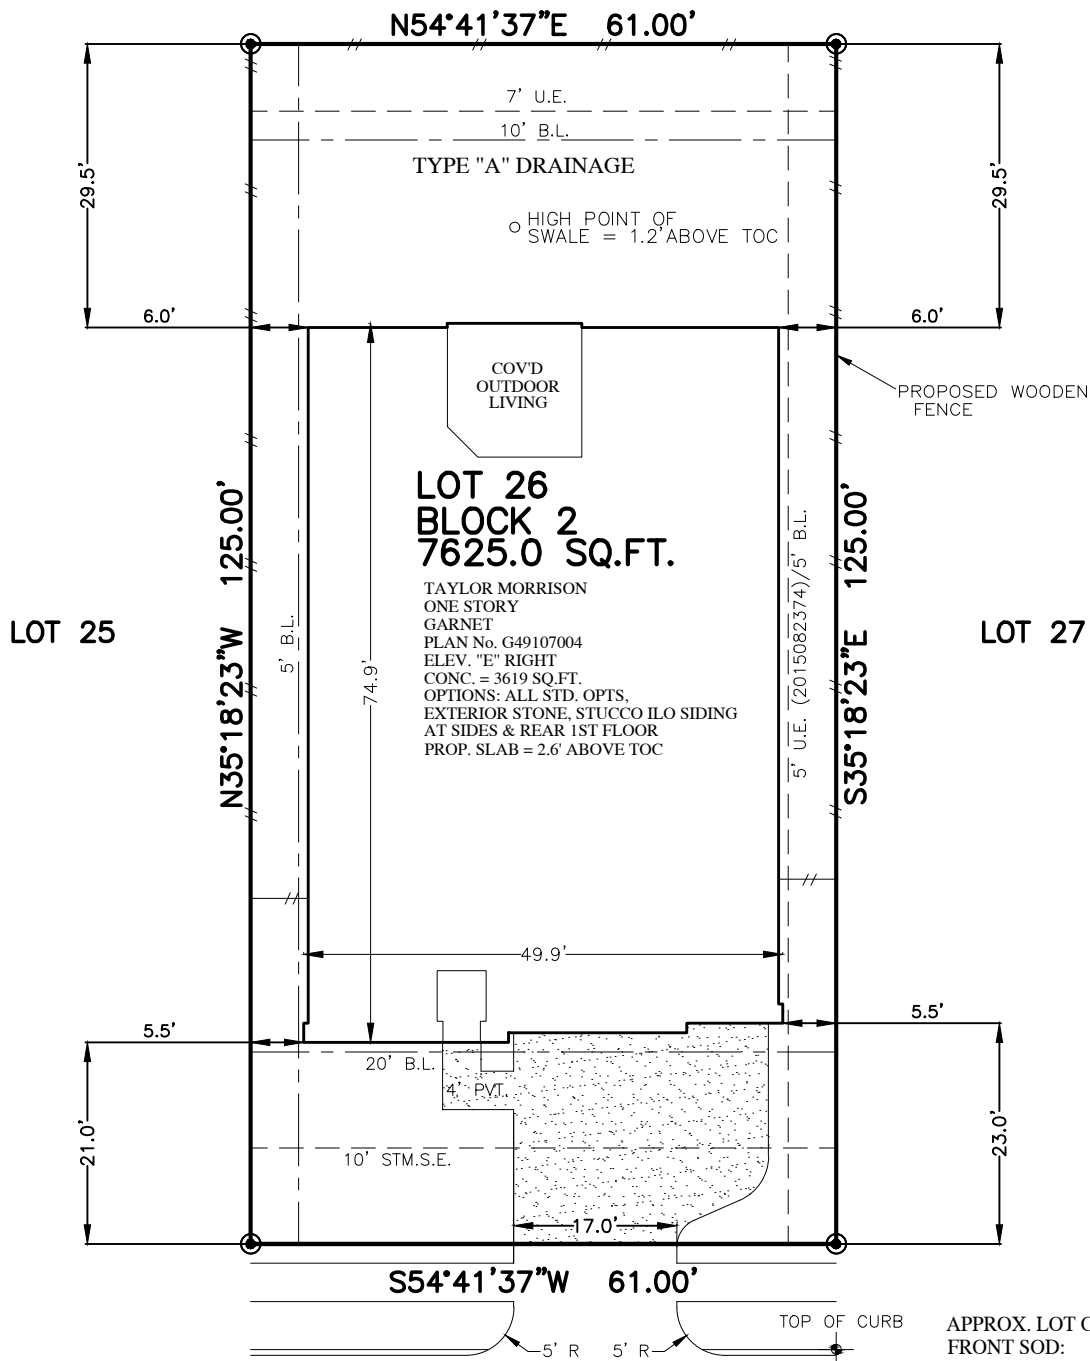 N54°41'37"E 61.00'
7' U.E.
10' B.L.
TYPE "A" DRAINAGE
29.5'
29.5'
HIGH POINT OF
SWALE = 1.2'ABOVE TOC
6.0'
6.0'
COV'D
OUTDOOR
LIVING
PROPOSED WOODEN
FENCE
LOT 26
BLOCK 2
7625.0 SQ.FT.
TAYLOR MORRISON
ONE STORY
GARNET
PLAN No. G49107004
ELEV. "E" RIGHT
CONC. = 3619 SQ.FT.
OPTIONS: ALL STD. OPTS,
EXTERIOR STONE, STUCCO ILO SIDING
AT SIDES & REAR 1ST FLOOR
PROP. SLAB = 2.6' ABOVE TOC
LOT 25
N35°18'23"W 125.00'
5' B.L.
74.9'
5' U.E. (2015082374)/5' B.L.
S35°18'23"E 125.00'
LOT 27
49.9'
5.5'
5.5'
20' B.L.
4' PVT.
21.0'
23.0'
10' STM.S.E.
17.0'
S54°41'37"W 61.00'
TOP OF CURB
5' R 5' R
APPROX. LOT
FRONT SOD: